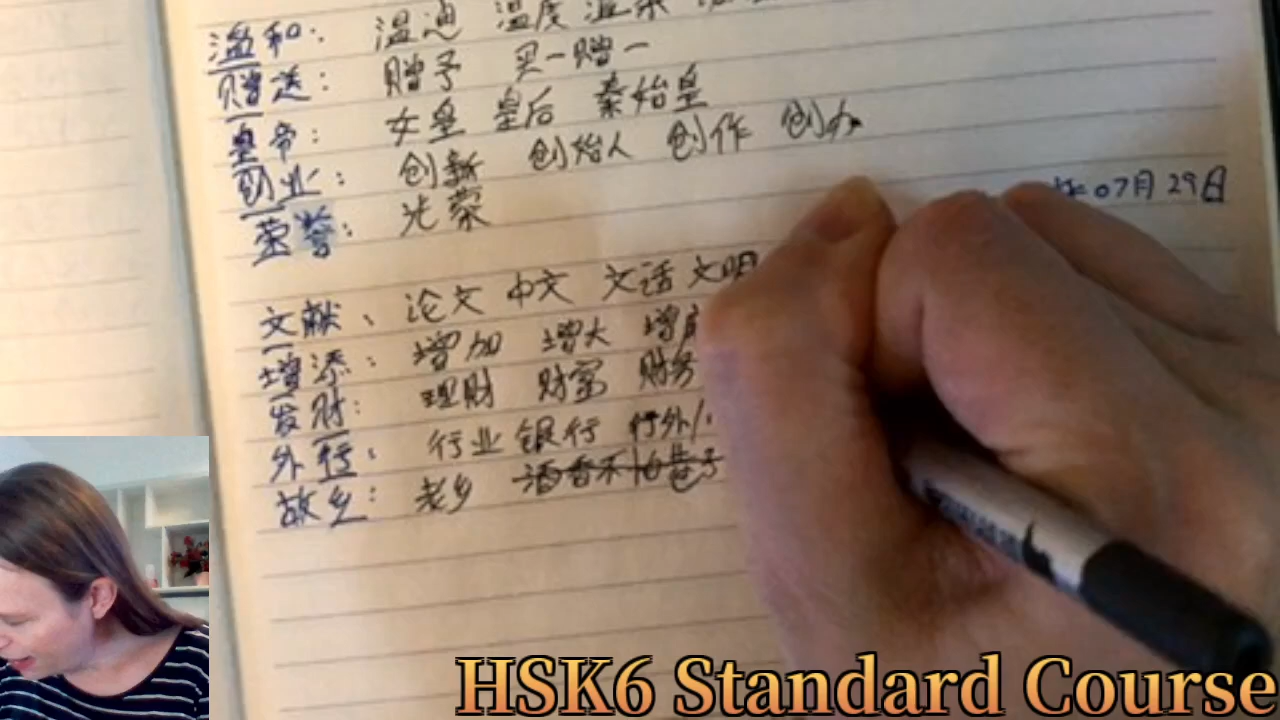 温和: 温 温度 温柔
赠送: 赠予 买一赠一
皇帝: 女皇 皇后 秦始皇
创业: 创新 创始人 创作 创办
荣誉: 光荣
07月29日
文献、论文 中文 文话 文明
增添: 增加 增大 增
发财: 理财 财富 财务
外行: 行业 银行 行外
故乡: 老乡 酒香不怕巷子
HSK6 Standard Course